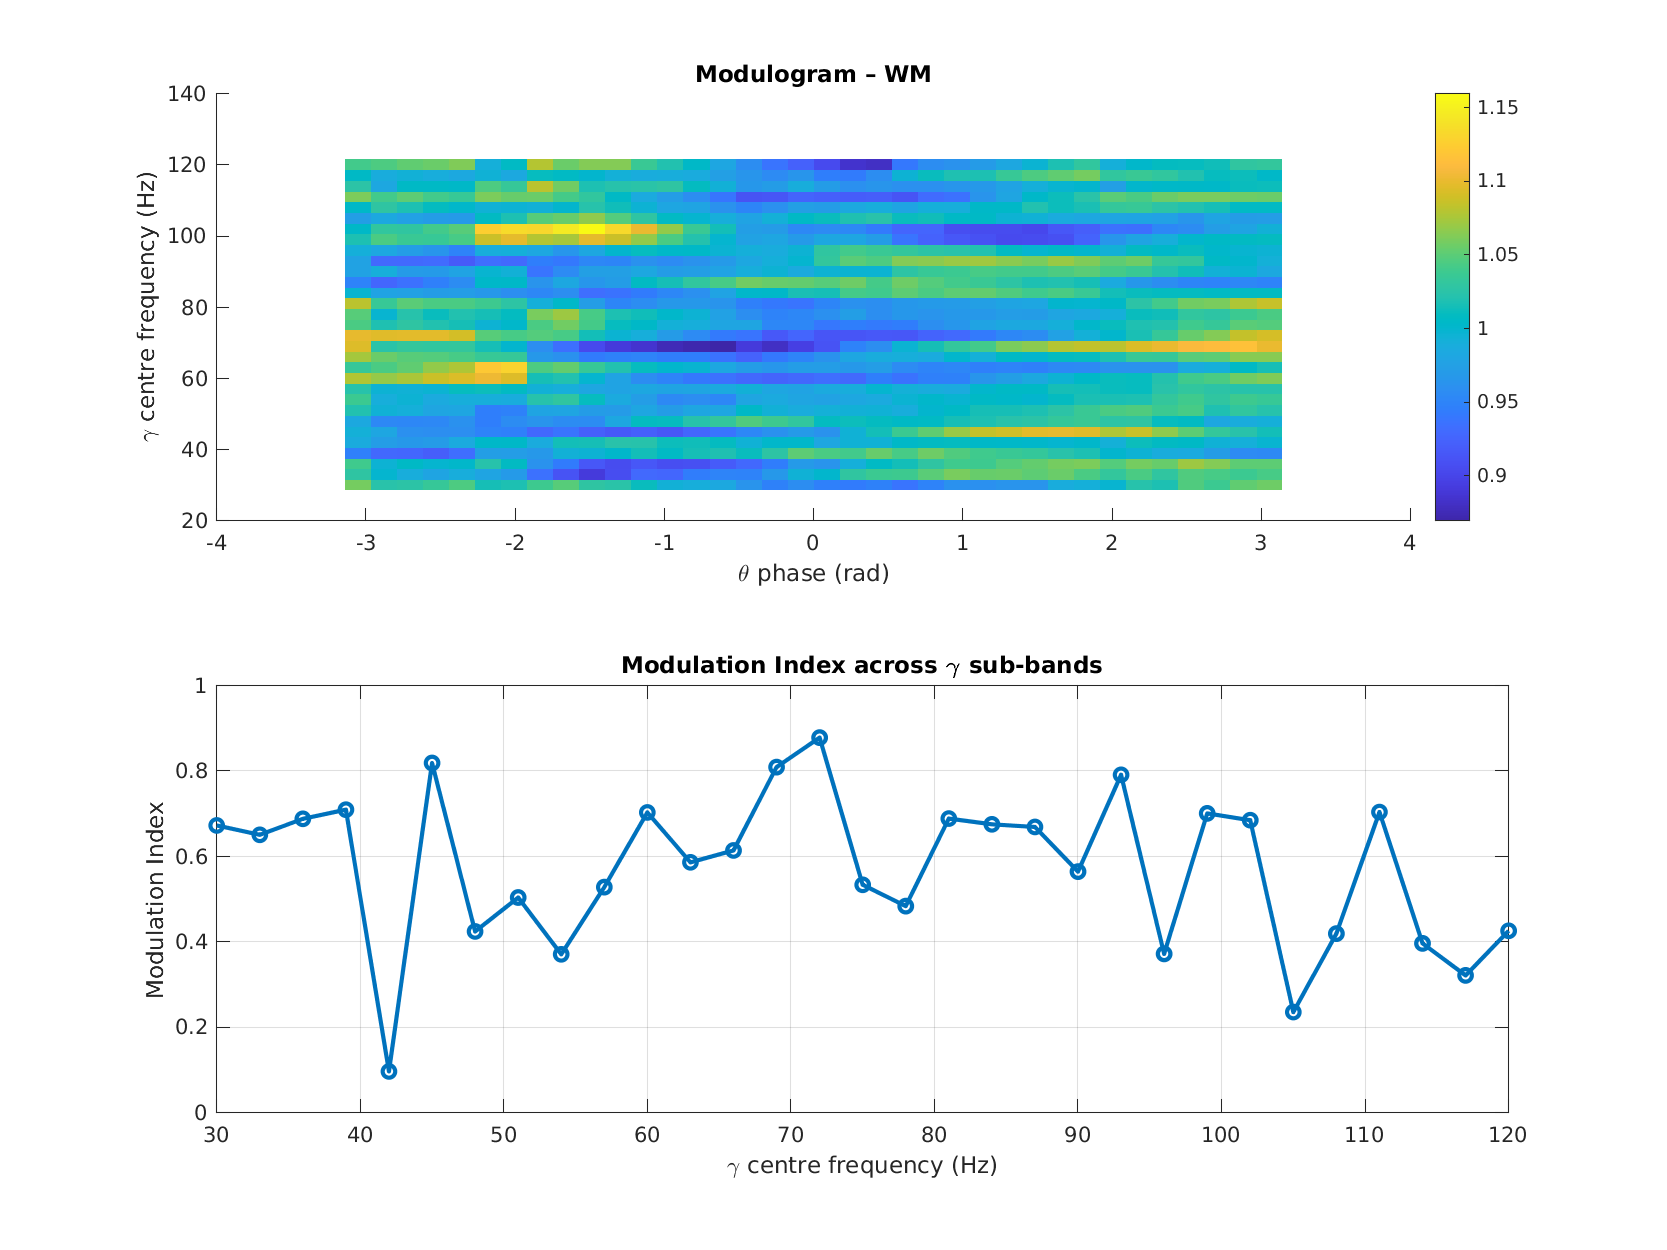 Modulogram – WM
γ centre frequency (Hz)
140
120
100
80
60
40
20
-4 -3 -2 -1 0 1 2 3 4
θ phase (rad)
1.15
1.1
1.05
1
0.95
0.9
Modulation Index across γ sub-bands
Modulation Index
1
0.8
0.6
0.4
0.2
0
30 40 50 60 70 80 90 100 110 120
γ centre frequency (Hz)